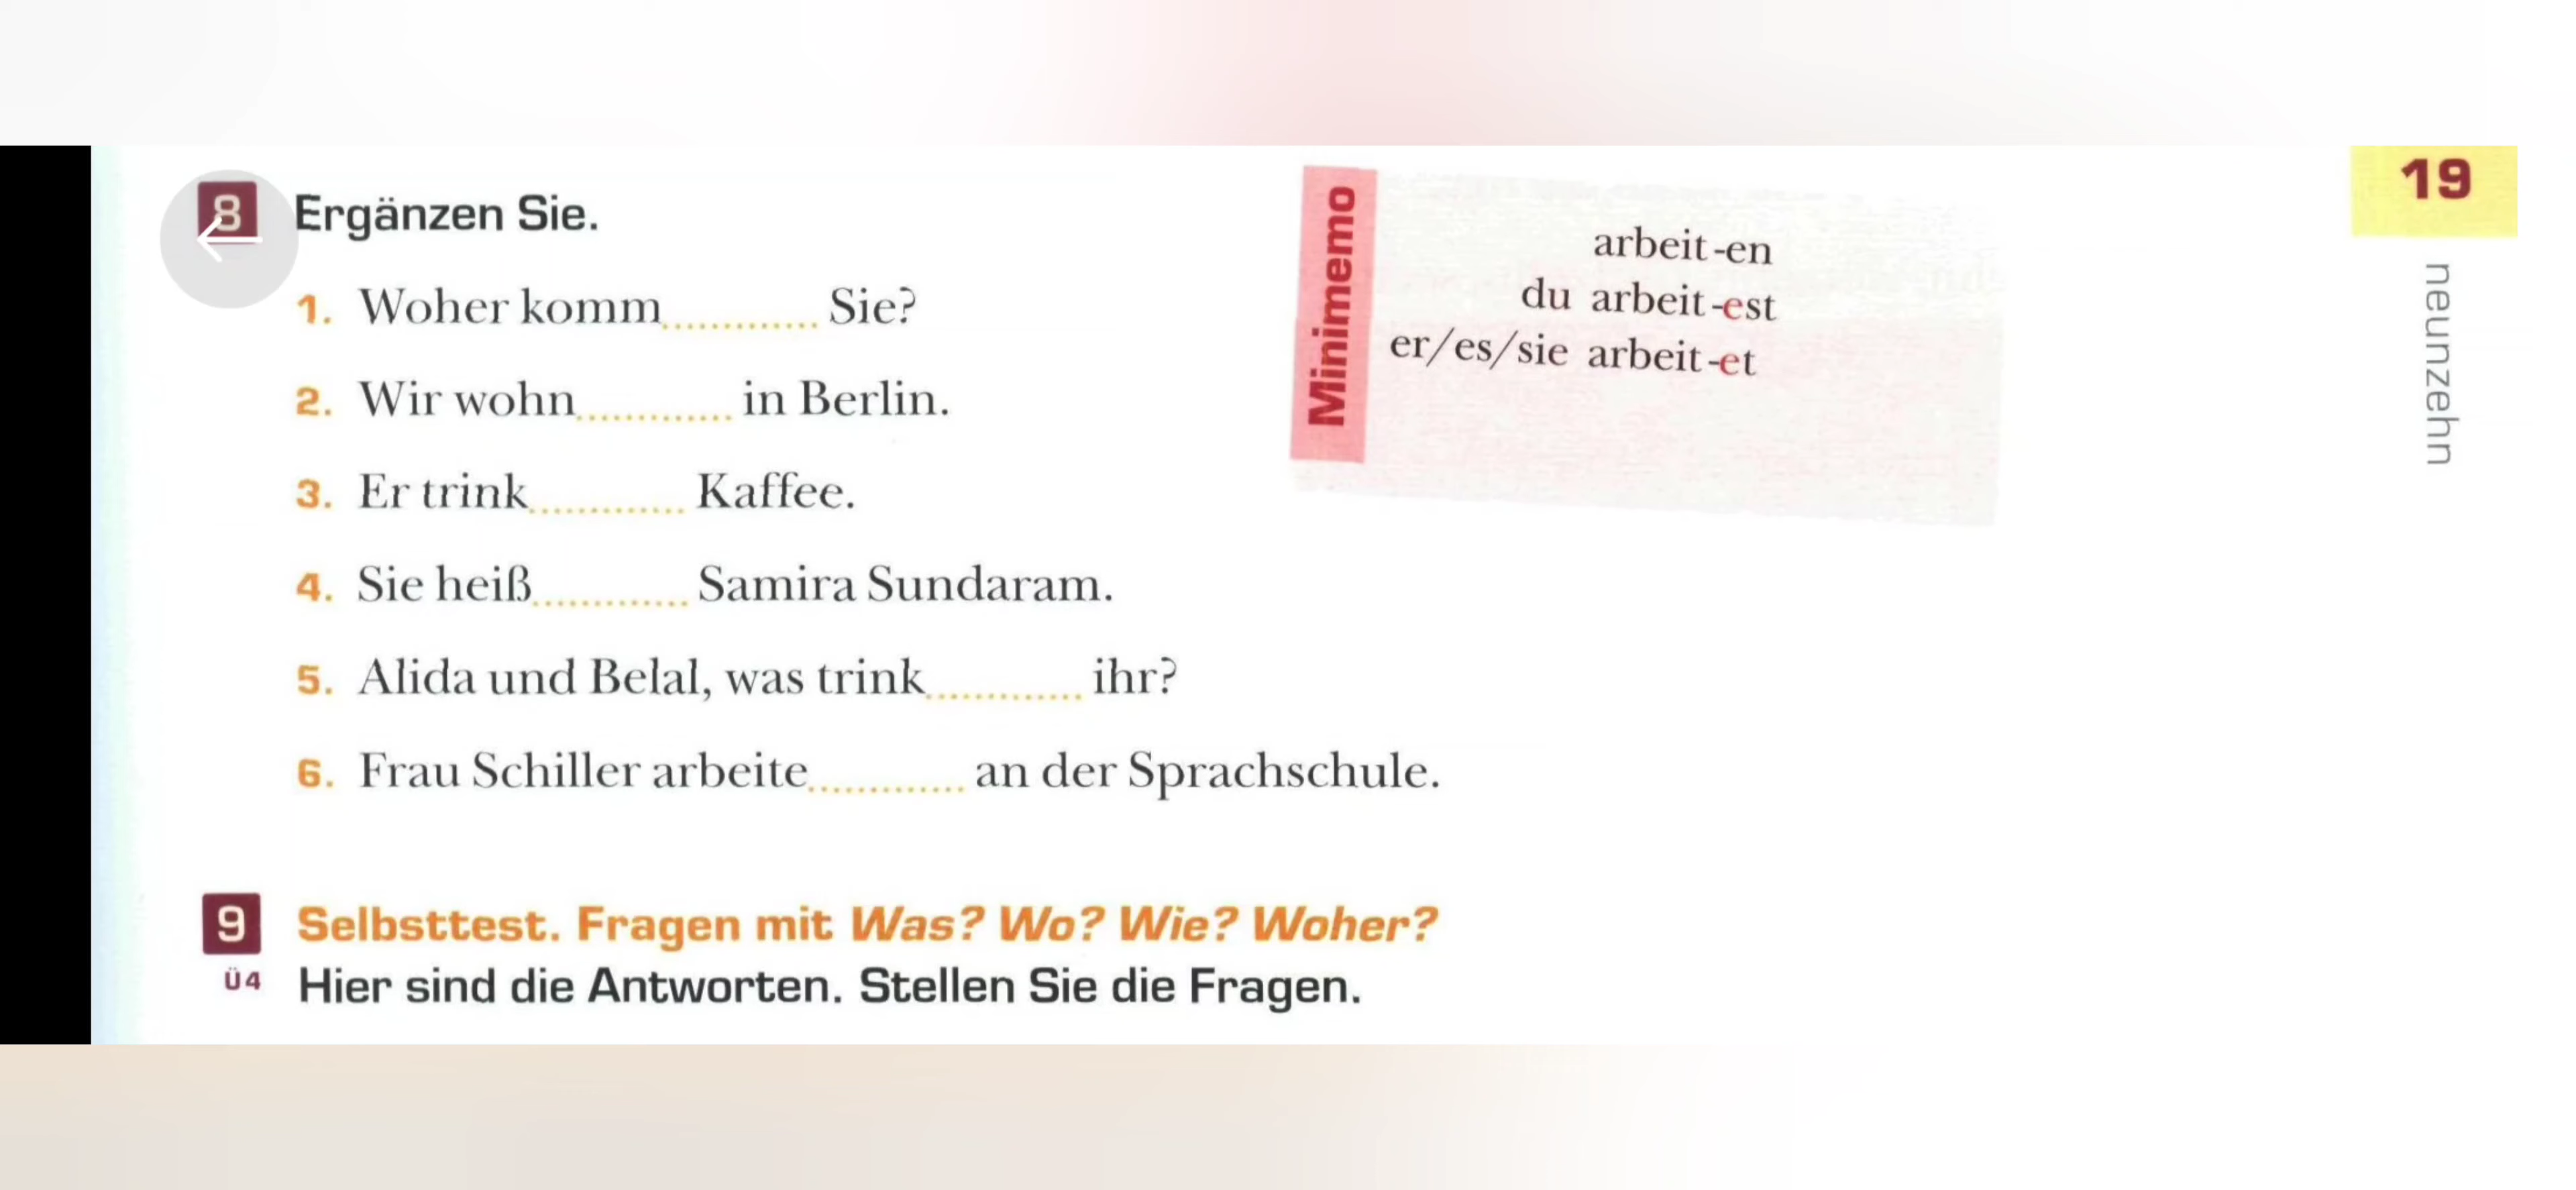 8 Ergänzen Sie.
1. Woher komm............. Sie?
2. Wir wohn............. in Berlin.
3. Er trink............. Kaffee.
4. Sie heiß............. Samira Sundaram.
5. Alida und Belal, was trink............. ihr?
6. Frau Schiller arbeite............. an der Sprachschule.
Minimemo
arbeit-en
du arbeit-est
er/es/sie arbeit-et
19
neunzehn
9 Selbsttest. Fragen mit Was? Wo? Wie? Woher?
Ü4 Hier sind die Antworten. Stellen Sie die Fragen.